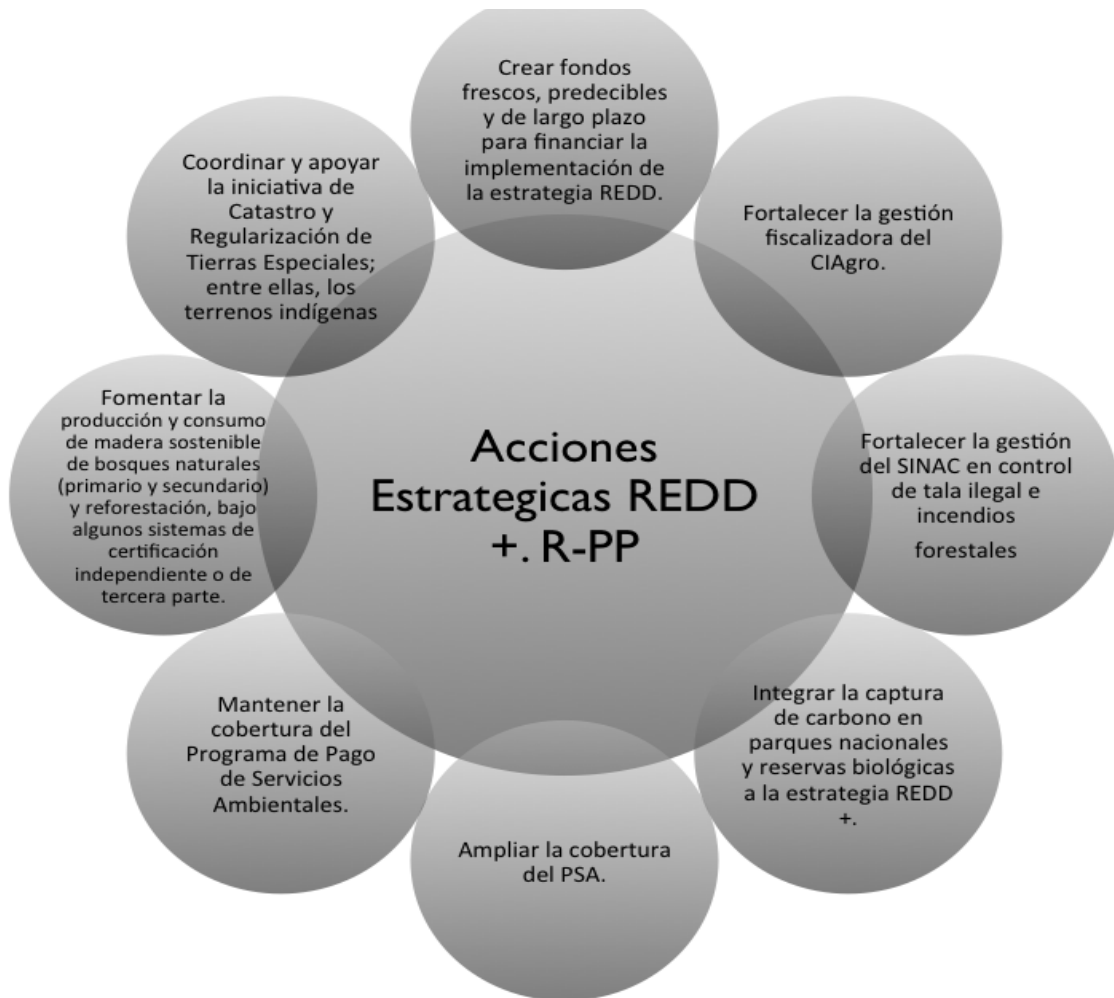 Crear fondos
frescos, predecibles
y de largo plazo
para financiar la
implementación de
la estrategia REDD.
Fortalecer la gestión
fiscalizadora del
CIAgro.
Fortalecer la gestión
del SINAC en control
de tala ilegal e
incendios
forestales
Integrar la captura
de carbono en
parques nacionales
y reservas biológicas
a la estrategia REDD
+.
Ampliar la cobertura
del PSA.
Mantener la
cobertura del
Programa de Pago
de Servicios
Ambientales.
Fomentar la
producción y consumo
de madera sostenible
de bosques naturales
(primario y secundario)
y reforestación, bajo
algunos sistemas de
certificación
independiente o de
tercera parte.
Coordinar y apoyar
la iniciativa de
Catastro y
Regularización de
Tierras Especiales;
entre ellas, los
terrenos indígenas
Acciones
Estrategicas REDD
+. R-PP